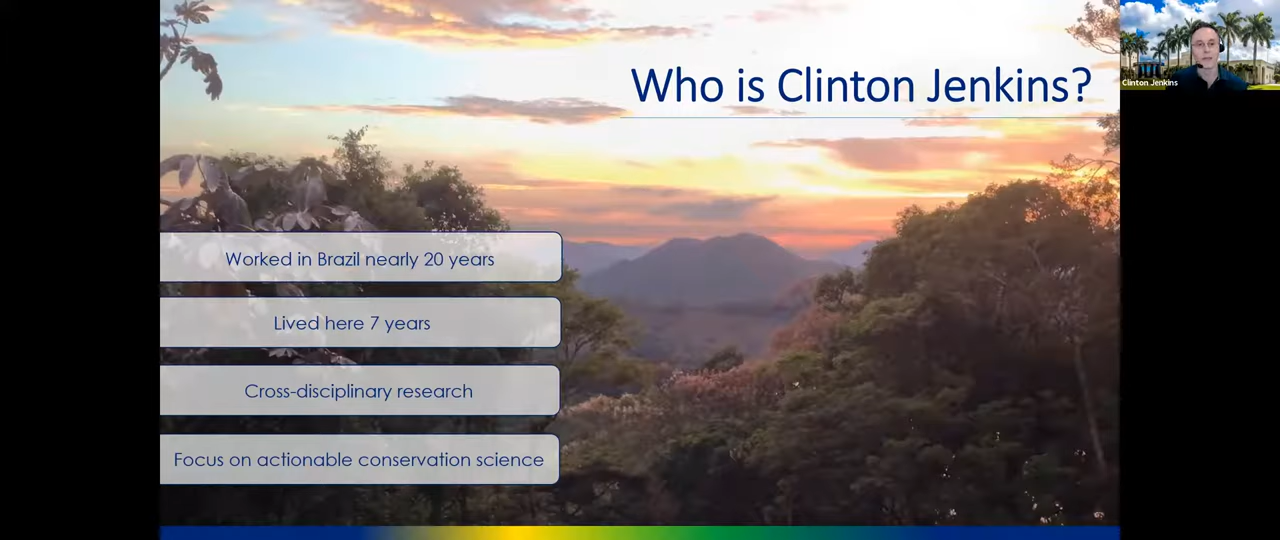 Who is Clinton Jenkins?
Clinton Jenkins
Worked in Brazil nearly 20 years
Lived here 7 years
Cross-disciplinary research
Focus on actionable conservation science